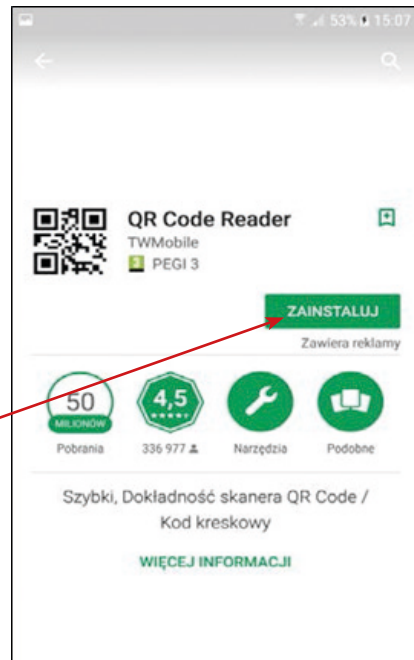 53% 15:07
QR Code Reader
TWMobile
3 PEGI 3
ZAINSTALUJ
Zawiera reklamy
50
MILIONÓW
4,5
Pobrania 336 977 Narzędzia Podobne
Szybki, Dokładność skanera QR Code /
Kod kreskowy
WIĘCEJ INFORMACJI